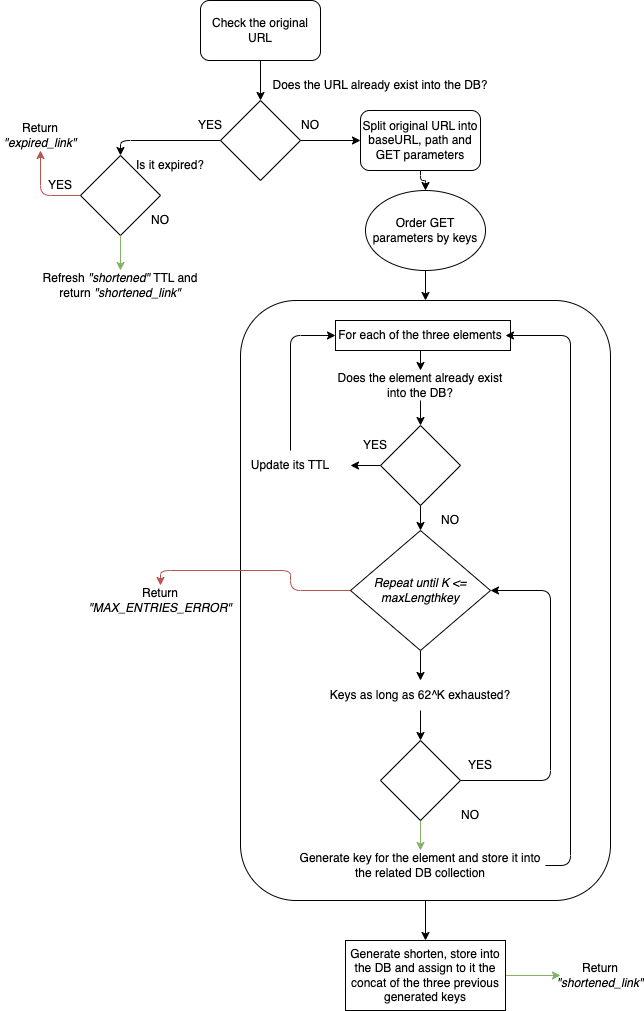 Check the original
URL
Does the URL already exist into the DB?
YES
NO
Return
"expired_link"
Split original URL into
baseURL, path and
GET parameters
Is it expired?
YES
NO
Order GET
parameters by keys
Refresh "shortened" TTL and
return "shortened_link"
For each of the three elements
Does the element already exist
into the DB?
YES
Update its TTL
NO
Repeat until K <=
maxLengthkey
Return
"MAX_ENTRIES_ERROR"
Keys as long as 62^K exhausted?
YES
NO
Generate key for the element and store it into
the related DB collection
Generate shorten, store into
the DB and assign to it the
concat of the three previous
generated keys
Return
"shortened_link"